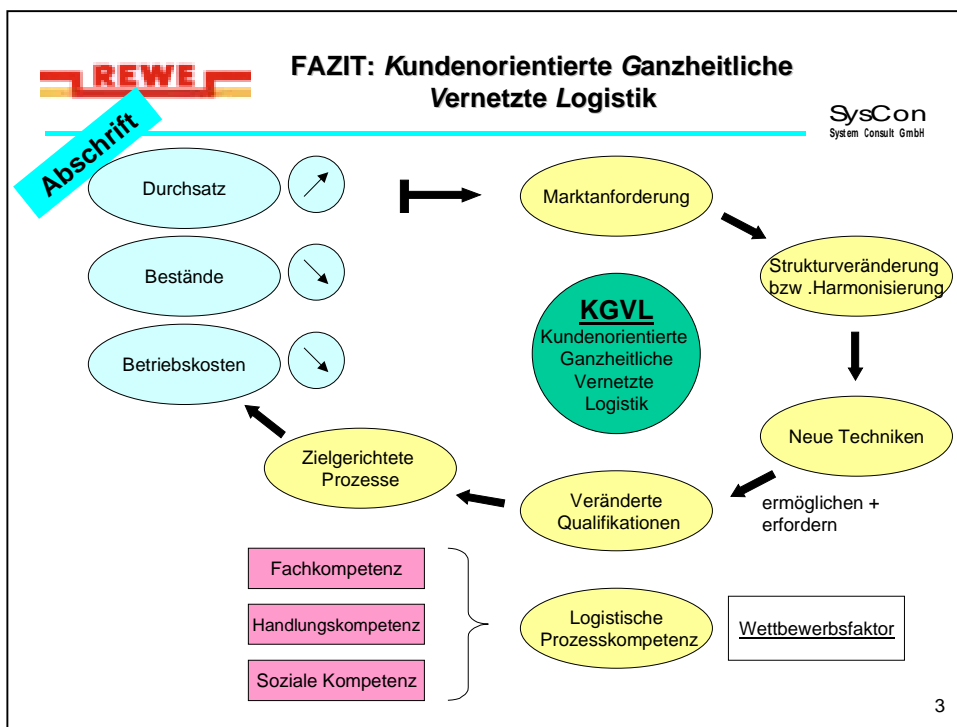 REWE
FAZIT: Kundenorientierte Ganzheitliche
Vernetzte Logistik
SysCon
System Consult GmbH
Abschrift
Durchsatz
Bestände
Betriebskosten
Marktanforderung
Strukturveränderung
bzw .Harmonisierung
KGVL
Kundenorientierte
Ganzheitliche
Vernetzte
Logistik
Neue Techniken
ermöglichen +
erfordern
Veränderte
Qualifikationen
Zielgerichtete
Prozesse
Fachkompetenz
Handlungskompetenz
Soziale Kompetenz
Logistische
Prozesskompetenz
Wettbewerbsfaktor
3